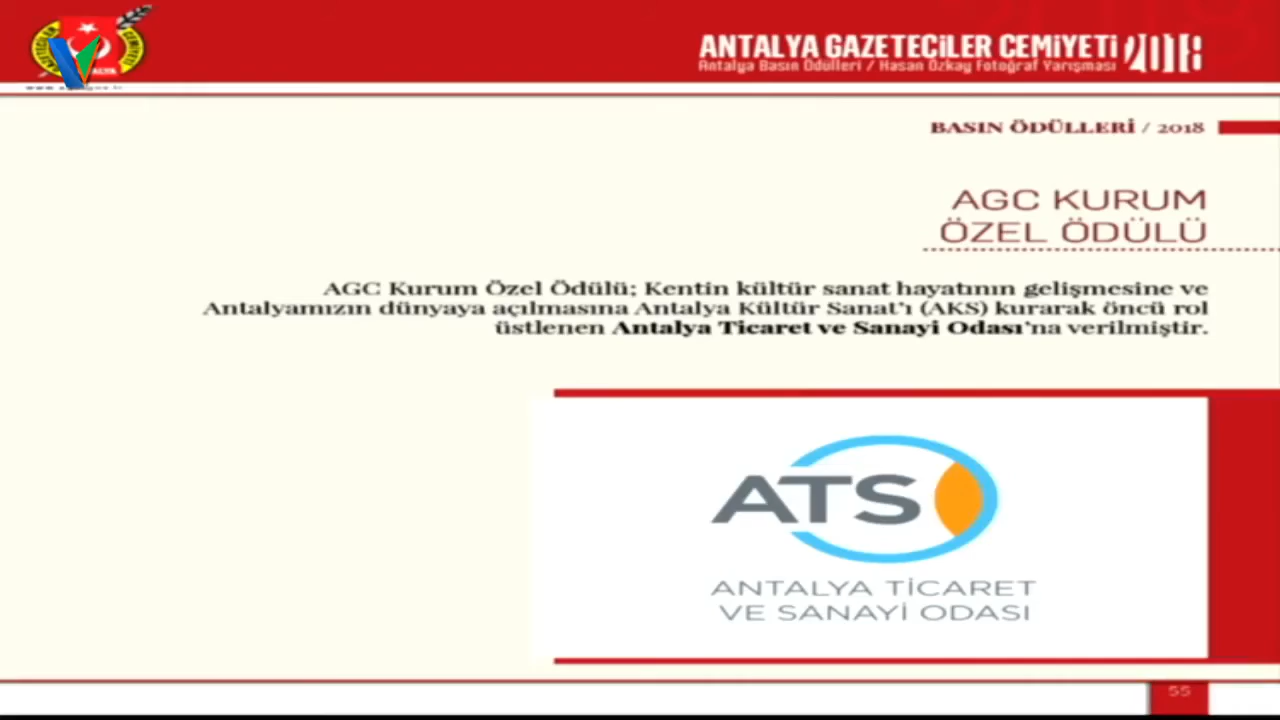 ANTALYA GAZETECİLER CEMİYETİ 2018
Antalya Basın Ödülleri / Hasan Özkay Fotoğraf Yarışması
BASIN ÖDÜLLERİ / 2018
AGC KURUM
ÖZEL ÖDÜLÜ
AGC Kurum Özel Ödülü; Kentin kültür sanat hayatının gelişmesine ve
Antalyamızın dünyaya açılmasına Antalya Kültür Sanat'ı (AKS) kurarak öncü rol
üstlenen Antalya Ticaret ve Sanayi Odası'na verilmiştir.
ATS
ANTALYA TİCARET
VE SANAYİ ODASI
55